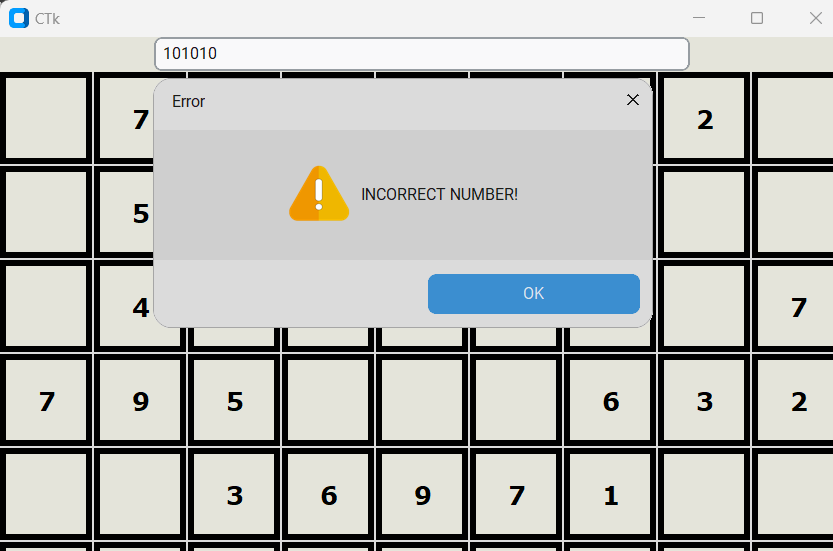 CTk
101010
Error
7 2
INCORRECT NUMBER!
5
OK
4 7
7 9 5 6 3 2
3 6 9 7 1